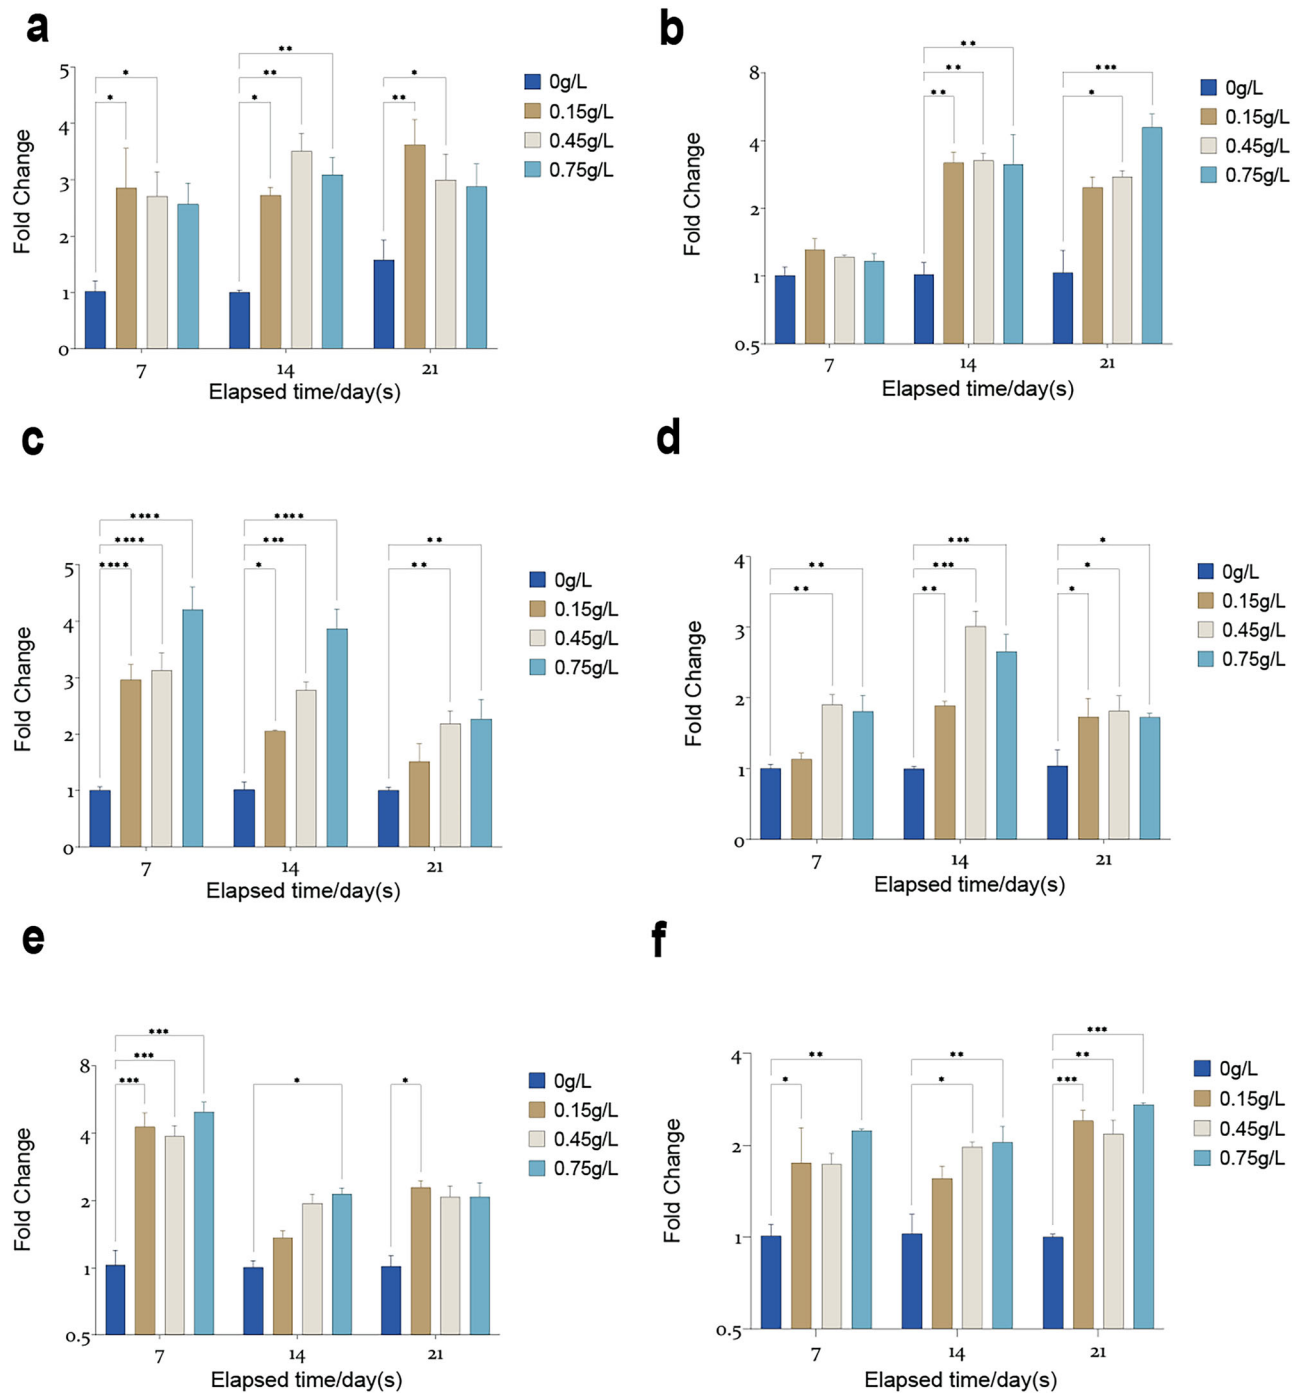 a
* * * * ** ** ** * **
5
4
3
2
1
0
Fold Change
7 14 21
Elapsed time/day(s)
0g/L
0.15g/L
0.45g/L
0.75g/L
b
** ** ** * ***
8
4
2
1
0.5
Fold Change
7 14 21
Elapsed time/day(s)
0g/L
0.15g/L
0.45g/L
0.75g/L
c
**** **** **** **** *** * ** **
5
4
3
2
1
0
Fold Change
7 14 21
Elapsed time/day(s)
0g/L
0.15g/L
0.45g/L
0.75g/L
d
** ** *** *** ** * * *
4
3
2
1
0
Fold Change
7 14 21
Elapsed time/day(s)
0g/L
0.15g/L
0.45g/L
0.75g/L
e
*** *** *** * *
8
4
2
1
0.5
Fold Change
7 14 21
Elapsed time/day(s)
0g/L
0.15g/L
0.45g/L
0.75g/L
f
** * ** * *** ** ***
4
2
1
0.5
Fold Change
7 14 21
Elapsed time/day(s)
0g/L
0.15g/L
0.45g/L
0.75g/L